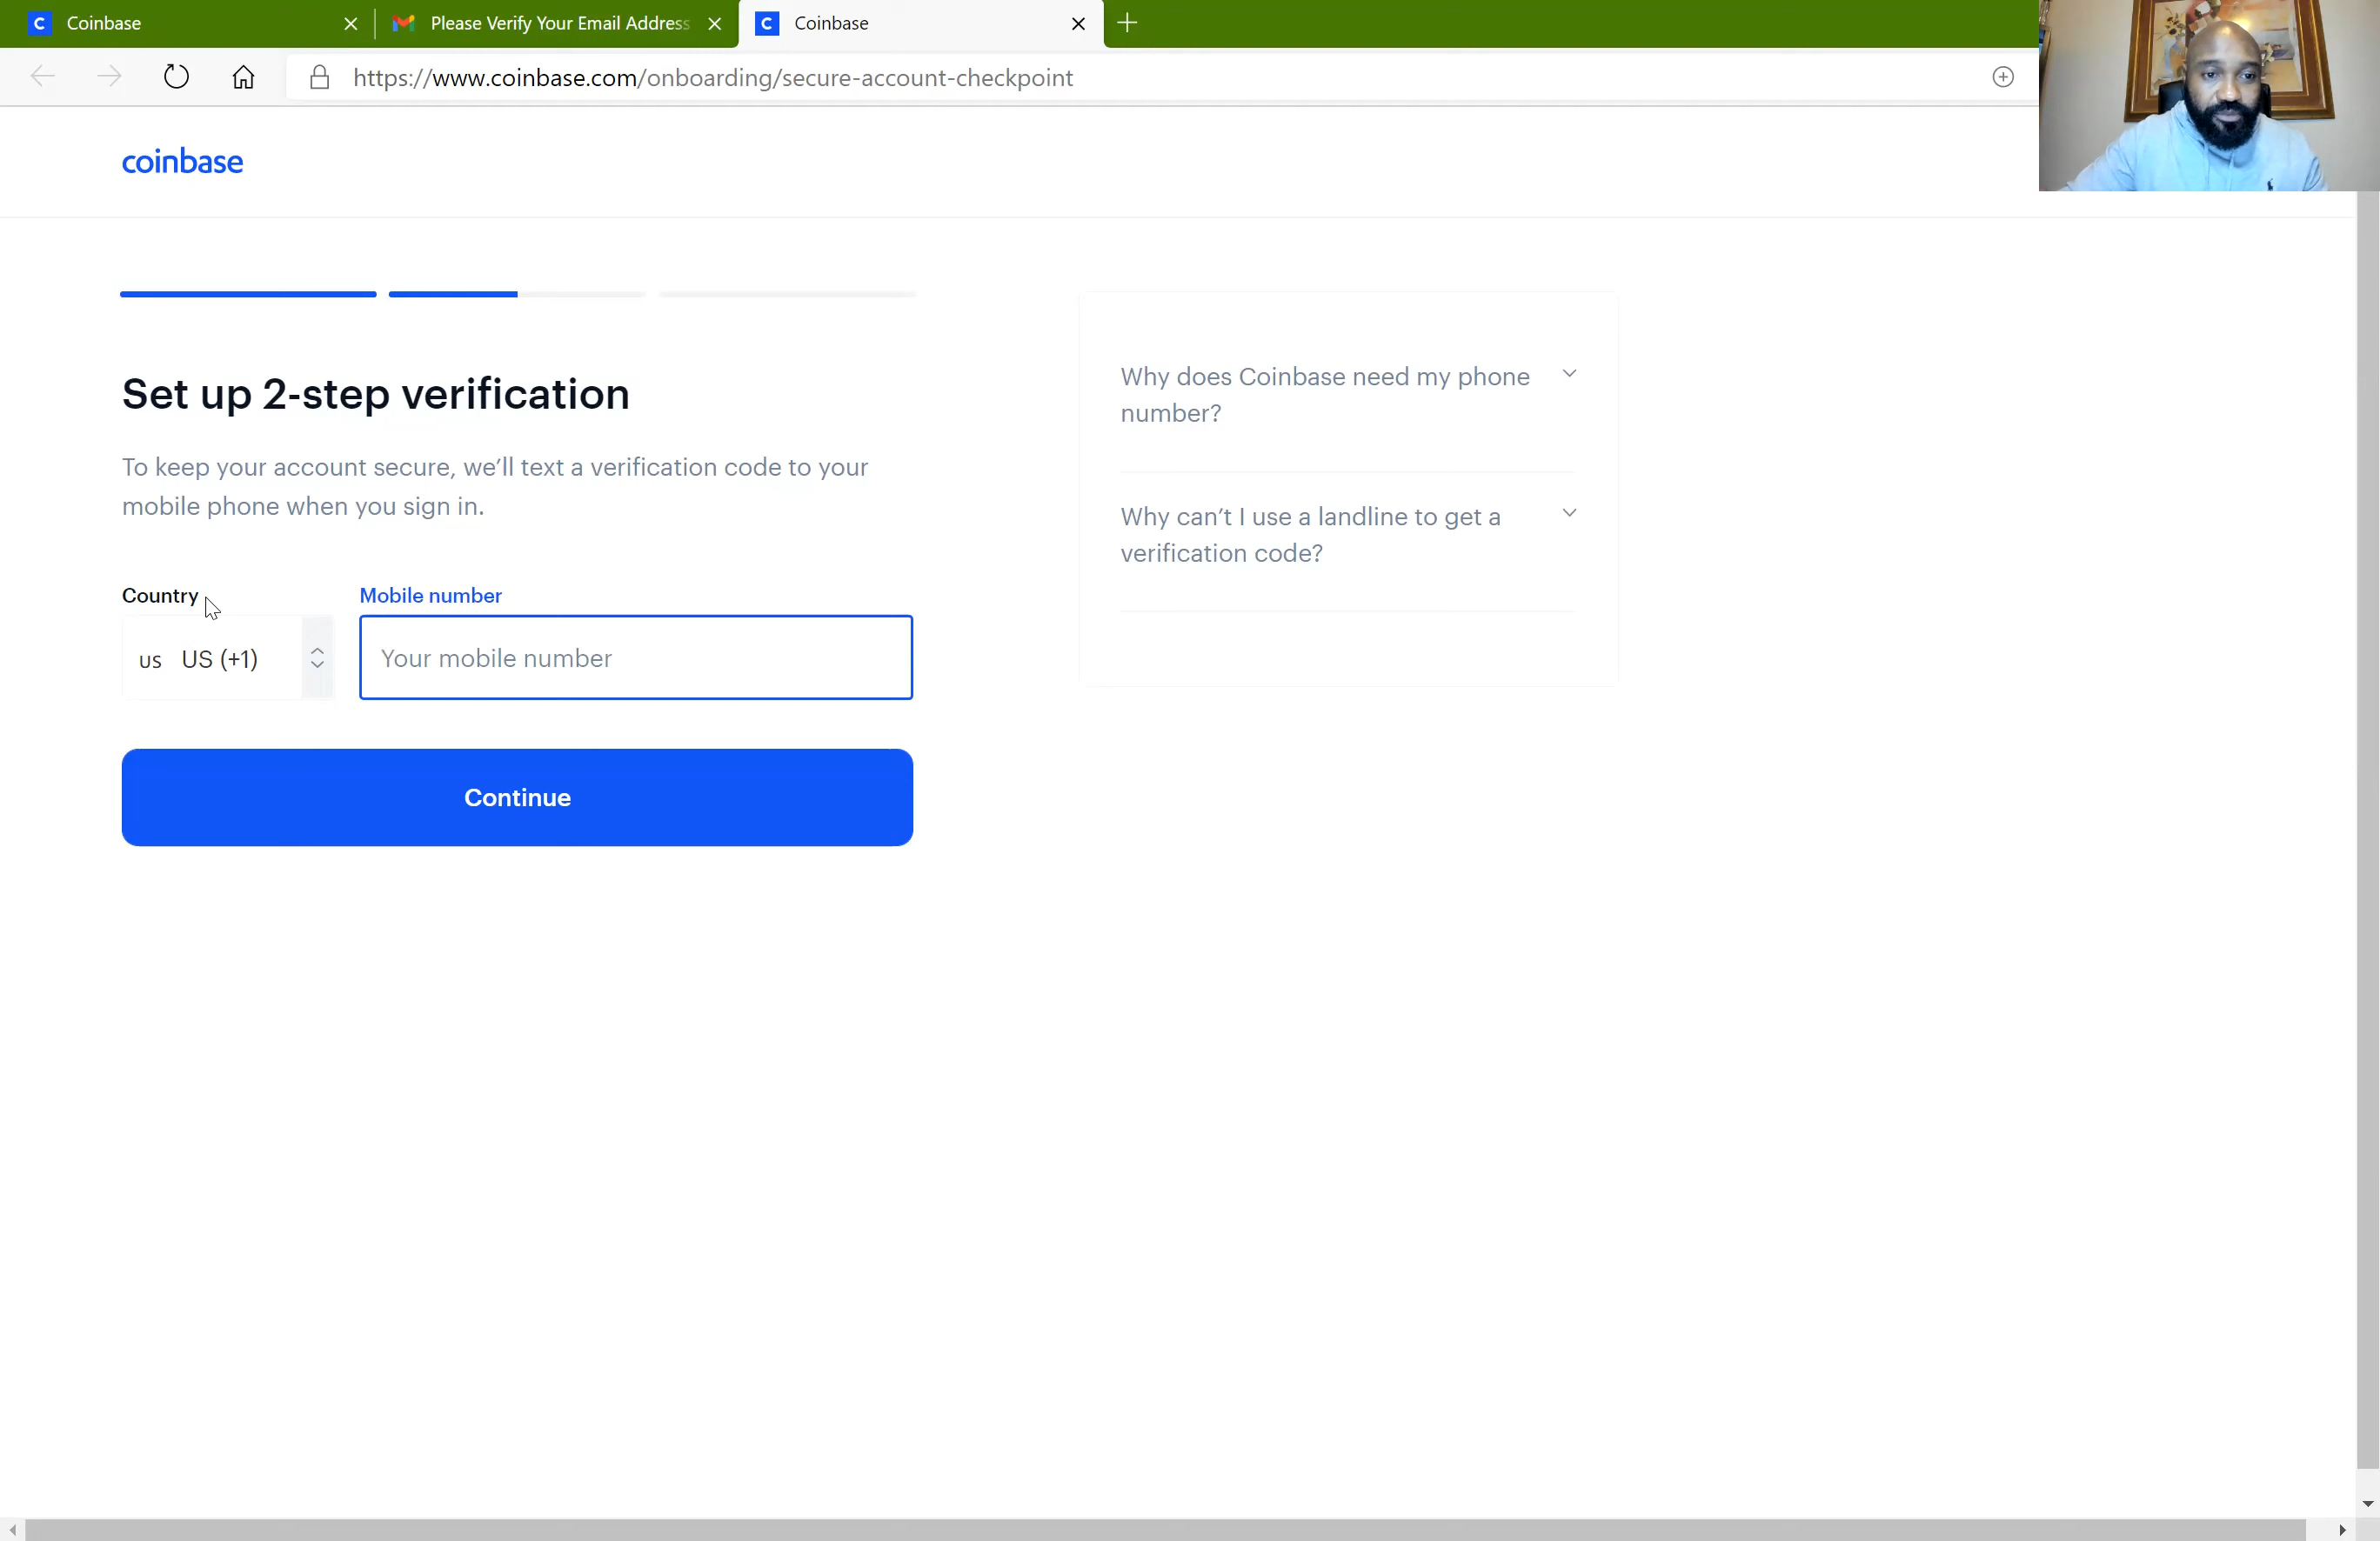 Coinbase
Please Verify Your Email Address
Coinbase
https://www.coinbase.com/onboarding/secure-account-checkpoint
coinbase
Set up 2-step verification
To keep your account secure, we’ll text a verification code to your
mobile phone when you sign in.
Country
Mobile number
us US (+1)
Your mobile number
Continue
Why does Coinbase need my phone
number?
Why can’t I use a landline to get a
verification code?